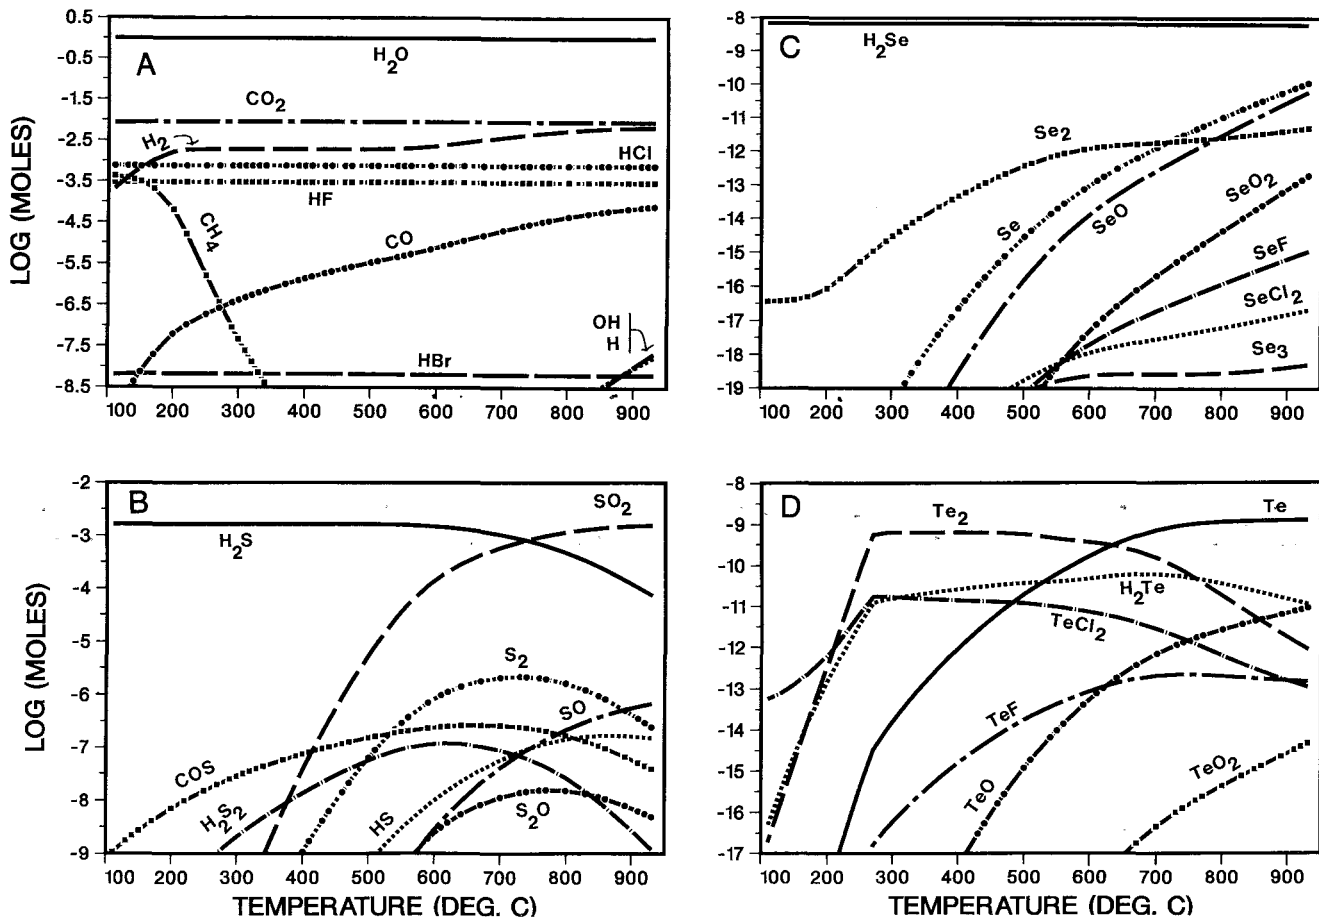 A
0.5
-0.5
-1.5
-2.5
-3.5
-4.5
-5.5
-6.5
-7.5
-8.5
LOG (MOLES)
H2O
CO2
H2
HCl
HF
CH4
CO
OH
H
HBr
100 200 300 400 500 600 700 800 900
C
-8
-10
-11
-12
-13
-14
-15
-16
-17
-18
-19
H2Se
Se2
Se
SeO
SeO2
SeF
SeCl2
Se3
100 200 300 400 500 600 700 800 900
B
-2
-3
-4
-5
-6
-7
-8
-9
LOG (MOLES)
SO2
H2S
S2
SO
COS
H2S2
HS
S2O
100 200 300 400 500 600 700 800 900
TEMPERATURE (DEG. C)
D
-8
-9
-10
-11
-12
-13
-14
-15
-16
-17
Te2
Te
H2Te
TeCl2
TeF
TeO
TeO2
100 200 300 400 500 600 700 800 900
TEMPERATURE (DEG. C)